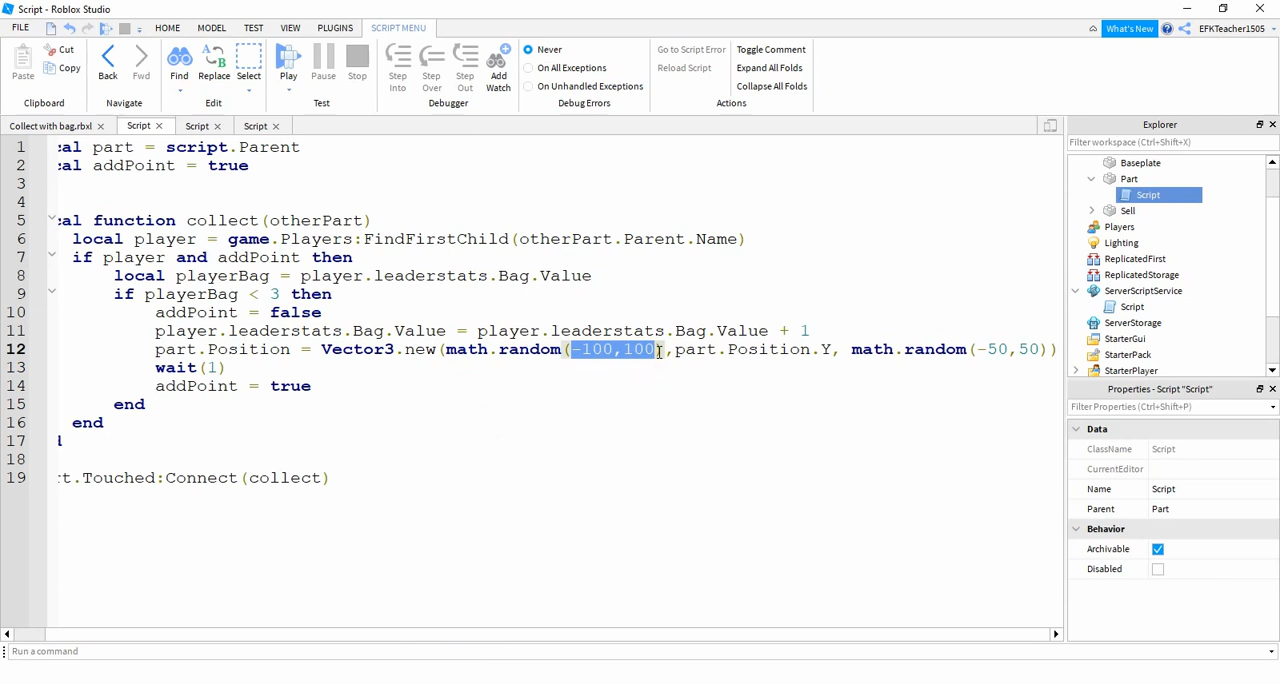 Script - Roblox Studio
FILE HOME MODEL TEST VIEW PLUGINS SCRIPT MENU What's New EFKTeacher1505
Paste Cut Copy Back Fwd Find Replace Select Play Pause Stop Step Into Step Over Step Out Add Watch Never On All Exceptions On Unhandled Exceptions Go to Script Error Reload Script Toggle Comment Expand All Folds Collapse All Folds
Clipboard Navigate Edit Test Debugger Debug Errors Actions
Collect with bag.rbxl Script Script Script
1 cal part = script.Parent
2 cal addPoint = true
3
4
5 cal function collect(otherPart)
6 local player = game.Players:FindFirstChild(otherPart.Parent.Name)
7 if player and addPoint then
8 local playerBag = player.leaderstats.Bag.Value
9 if playerBag < 3 then
10 addPoint = false
11 player.leaderstats.Bag.Value = player.leaderstats.Bag.Value + 1
12 part.Position = Vector3.new(math.random(-100,100),part.Position.Y, math.random(-50,50))
13 wait(1)
14 addPoint = true
15 end
16 end
17 d
18
19 rt.Touched:Connect(collect)
Explorer
Filter workspace (Ctrl+Shift+X)
Baseplate
Part
Script
Sell
Players
Lighting
ReplicatedFirst
ReplicatedStorage
ServerScriptService
Script
ServerStorage
StarterGui
StarterPack
StarterPlayer
Properties - Script "Script"
Filter Properties (Ctrl+Shift+P)
Data
ClassName Script
CurrentEditor
Name Script
Parent Part
Behavior
Archivable
Disabled
Run a command